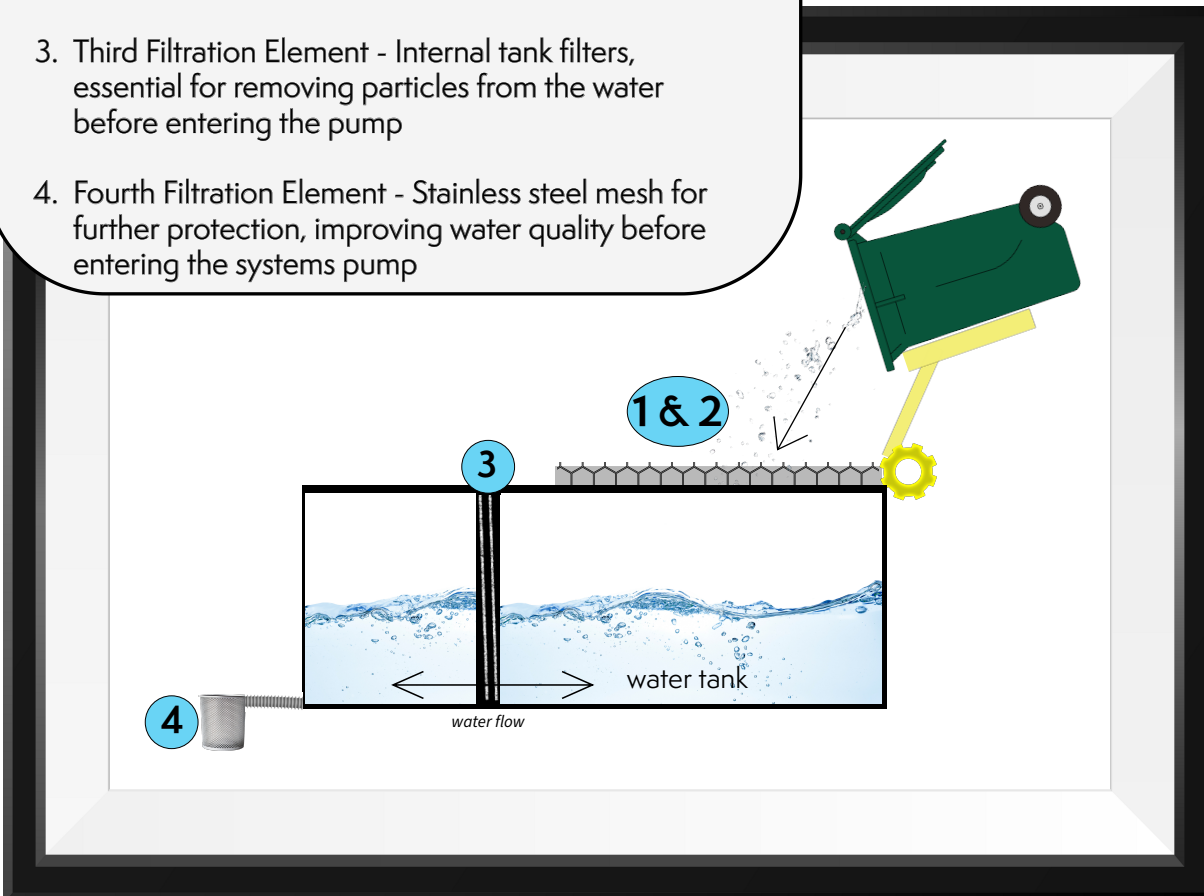 3. Third Filtration Element - Internal tank filters,
essential for removing particles from the water
before entering the pump
4. Fourth Filtration Element - Stainless steel mesh for
further protection, improving water quality before
entering the systems pump
1 & 2
3
water tank
4
water flow